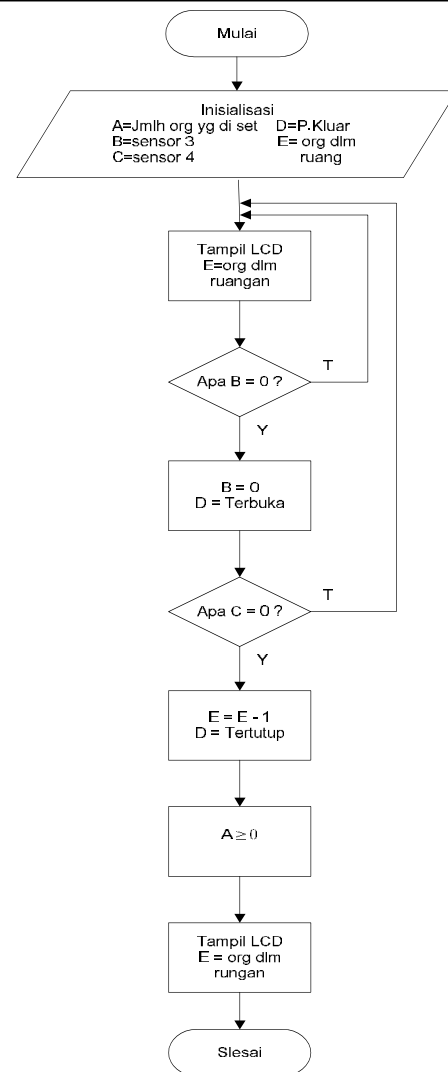 Mulai
Inisialisasi
A=Jmlh org yg di set D=P.Kluar
B=sensor 3 E= org dlm
C=sensor 4 ruang
Tampil LCD
E=org dlm
ruangan
Apa B = 0 ?
T
Y
B = 0
D = Terbuka
Apa C = 0 ?
T
Y
E = E - 1
D = Tertutup
A ≥ 0
Tampil LCD
E = org dlm
rungan
Slesai